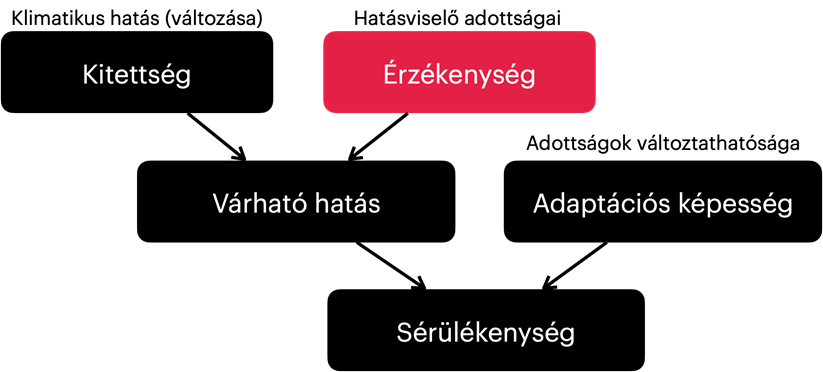 Klimatikus hatás (változása)
Hatásviselő adottságai
Kitettség
Érzékenység
Adottságok változtathatósága
Várható hatás
Adaptációs képesség
Sérülékenység